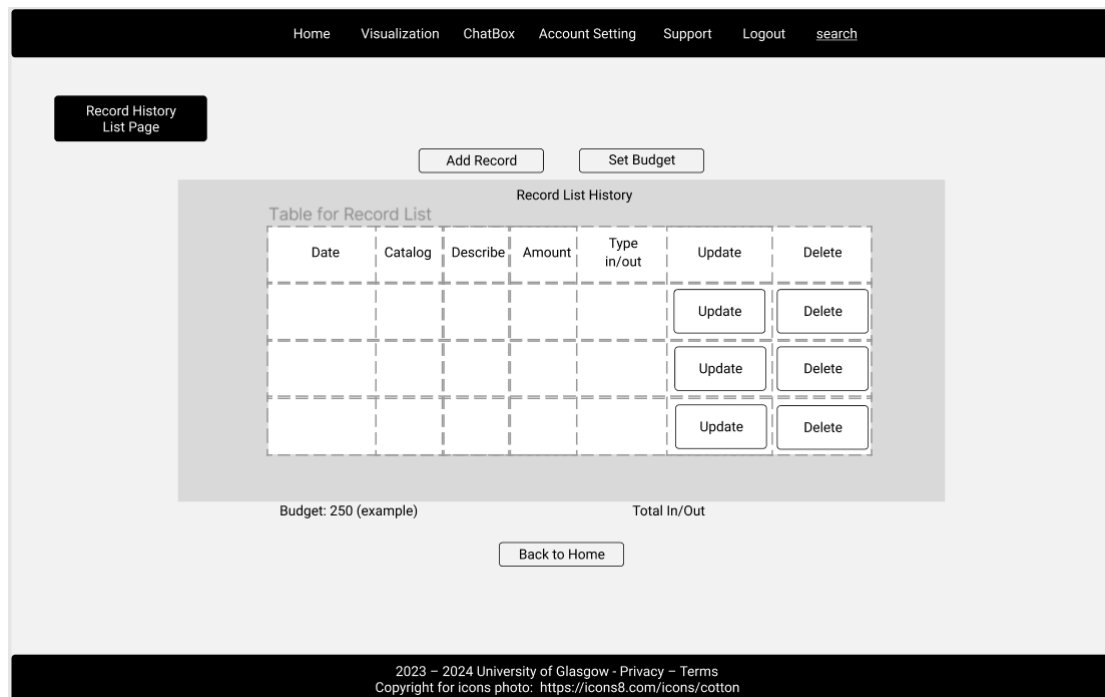 Home Visualization ChatBox Account Setting Support Logout search
Record History
List Page
Add Record Set Budget
Record List History
Table for Record List
Date Catalog Describe Amount Type in/out Update Delete
Update Delete
Update Delete
Update Delete
Budget: 250 (example) Total In/Out
Back to Home
2023 – 2024 University of Glasgow - Privacy – Terms
Copyright for icons photo: https://icons8.com/icons/cotton